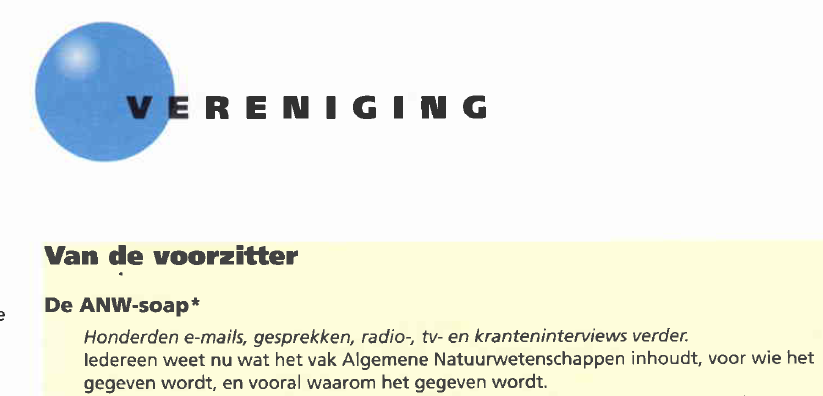 VERENIGING
Van de voorzitter
De ANW-soap*
e
Honderden e-mails, gesprekken, radio-, tv- en kranteninterviews verder.
Iedereen weet nu wat het vak Algemene Natuurwetenschappen inhoudt, voor wie het
gegeven wordt, en vooral waarom het gegeven wordt.